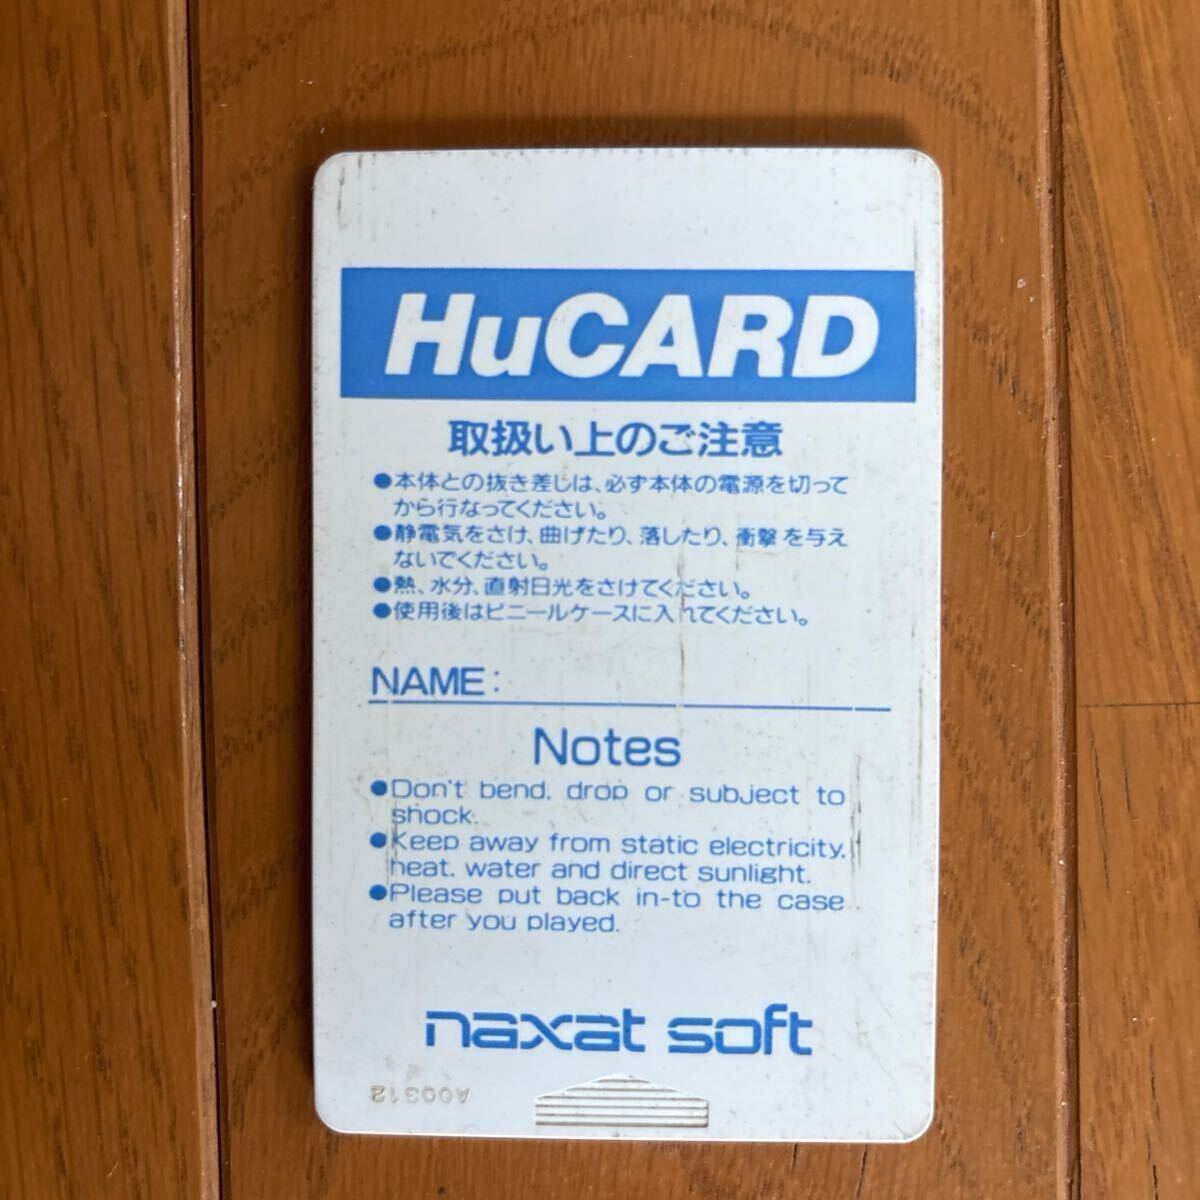 HuCARD
取扱い上のご注意
●本体との抜き差しは、必ず本体の電源を切って
から行なってください。
●静電気をさけ、曲げたり、落したり、衝撃を与え
ないでください。
●熱、水分、直射日光をさけてください。
●使用後はビニールケースに入れてください。
NAME:
Notes
●Don't bend, drop or subject to
shock.
●Keep away from static electricity,
heat, water and direct sunlight.
●Please put back in-to the case
after you played.
naxat soft
A00312